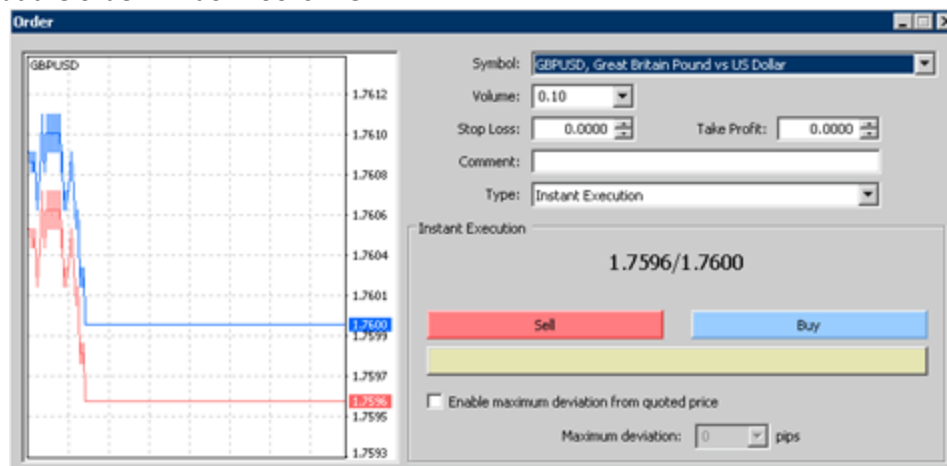 Order
GBPUSD
1.7612
1.7610
1.7608
1.7606
1.7604
1.7601
1.7600
1.7599
1.7597
1.7596
1.7595
1.7593
Symbol: GBPUSD, Great Britain Pound vs US Dollar
Volume: 0.10
Stop Loss: 0.0000 Take Profit: 0.0000
Comment:
Type: Instant Execution
Instant Execution
1.7596/1.7600
Sell Buy
Enable maximum deviation from quoted price
Maximum deviation: 0 pips